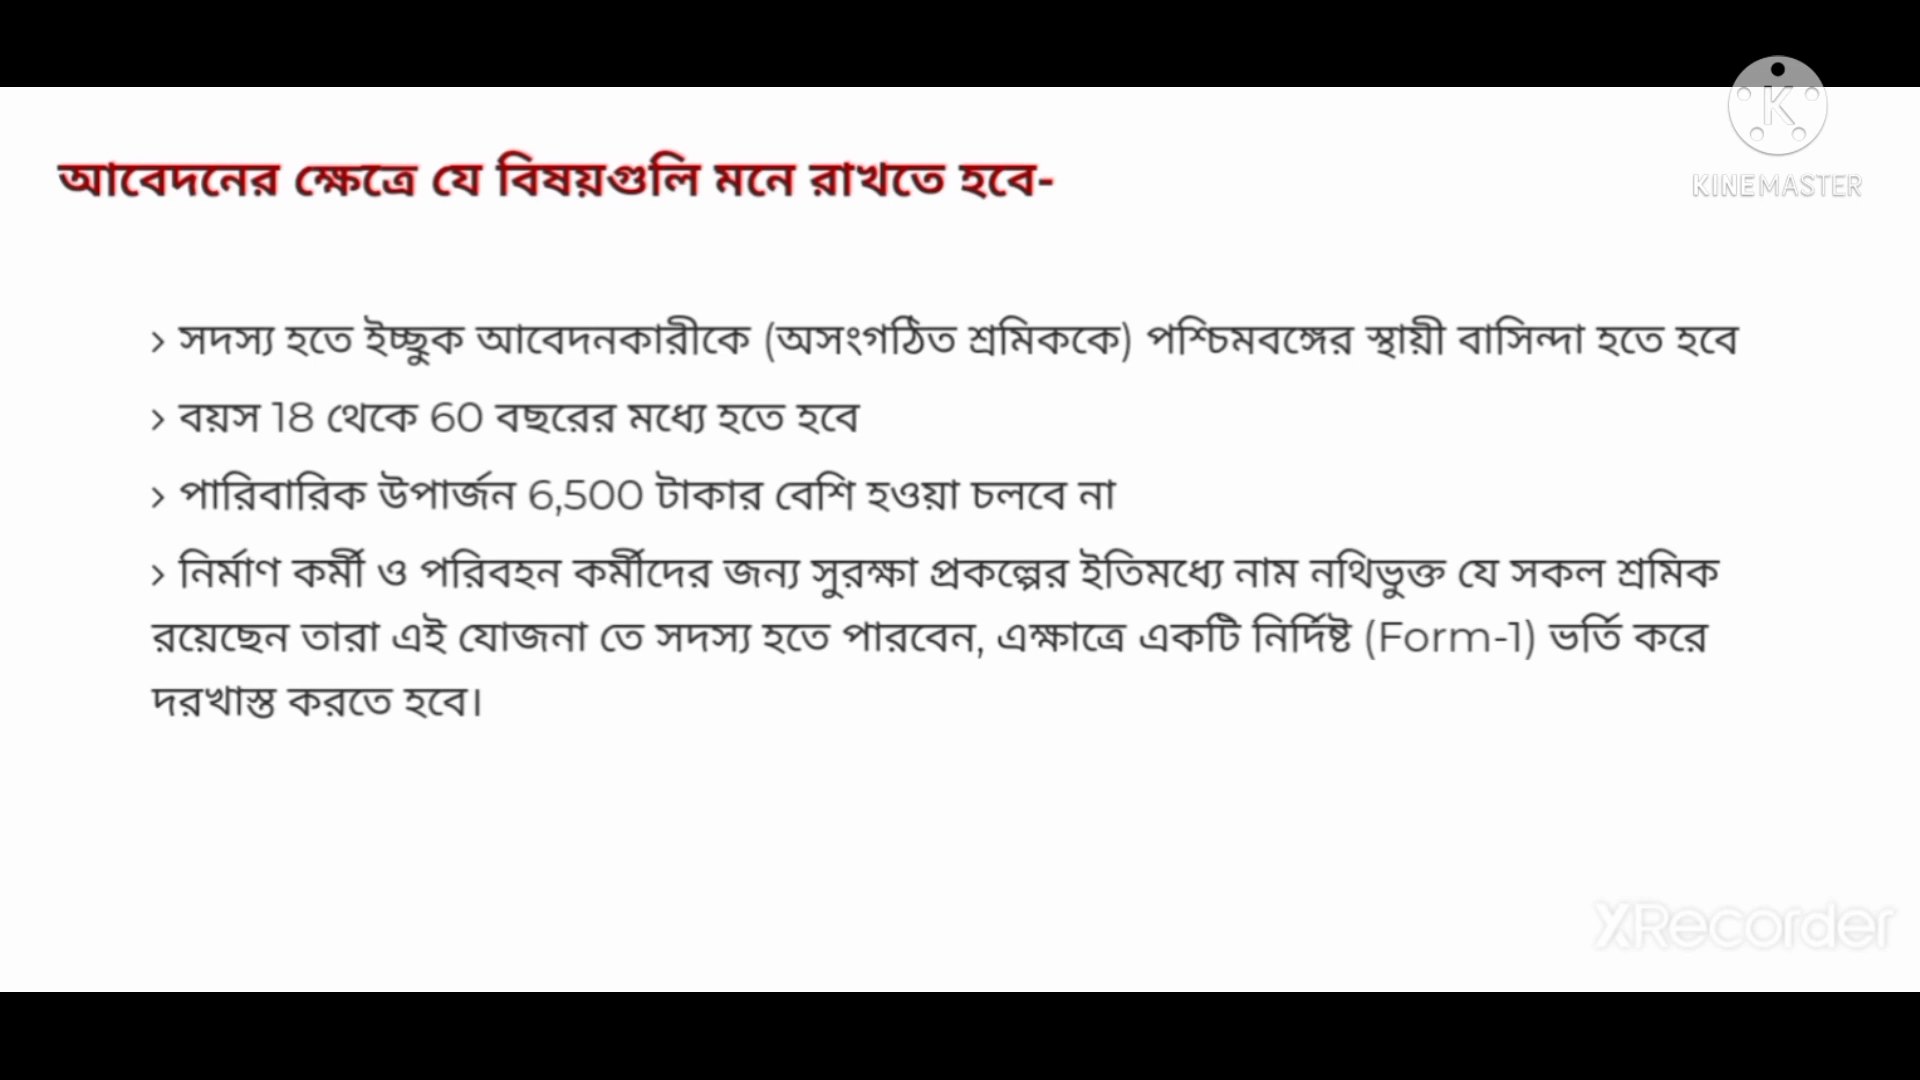 KINEMASTER
আবেদনের ক্ষেত্রে যে বিষয়গুলি মনে রাখতে হবে-
› সদস্য হতে ইচ্ছুক আবেদনকারীকে (অসংগঠিত শ্রমিককে) পশ্চিমবঙ্গের স্থায়ী বাসিন্দা হতে হবে
› বয়স 18 থেকে 60 বছরের মধ্যে হতে হবে
› পারিবারিক উপার্জন 6,500 টাকার বেশি হওয়া চলবে না
› নির্মাণ কর্মী ও পরিবহন কর্মীদের জন্য সুরক্ষা প্রকল্পের ইতিমধ্যে নাম নথিভুক্ত যে সকল শ্রমিক
রয়েছেন তারা এই যোজনা তে সদস্য হতে পারবেন, এক্ষাত্রে একটি নির্দিষ্ট (Form-1) ভর্তি করে
দরখাস্ত করতে হবে।
XRecorder